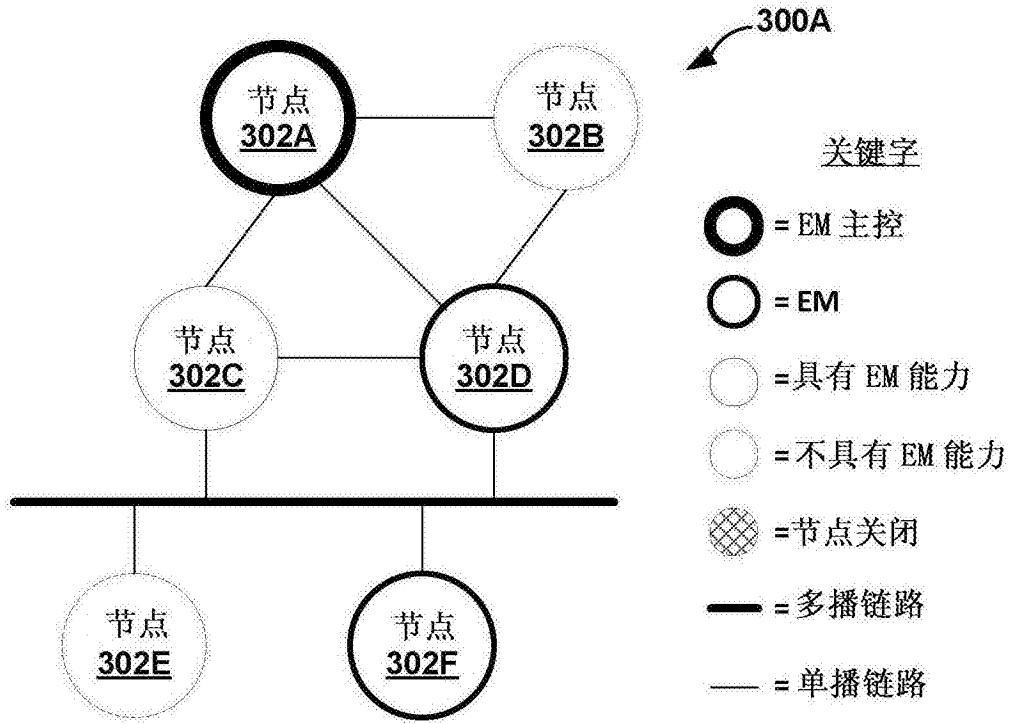 300A
节点
302A
节点
302B
节点
302C
节点
302D
节点
302E
节点
302F
关键字
= EM 主控
= EM
=具有 EM 能力
=不具有 EM 能力
=节点关闭
=多播链路
=单播链路